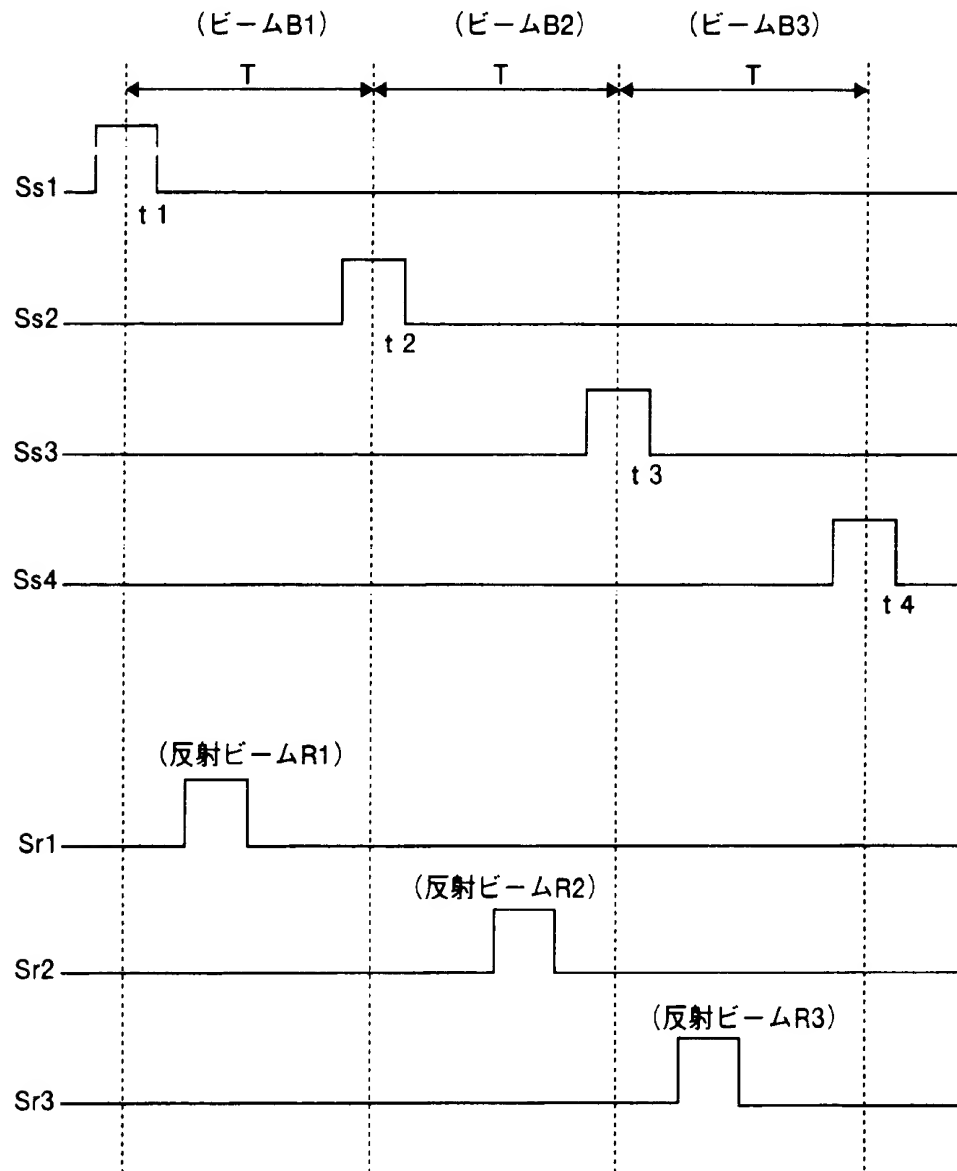 (ビームB1) (ビームB2) (ビームB3)
T T T
Ss1
t 1
Ss2
t 2
Ss3
t 3
Ss4
t 4
(反射ビームR1)
Sr1
(反射ビームR2)
Sr2
(反射ビームR3)
Sr3